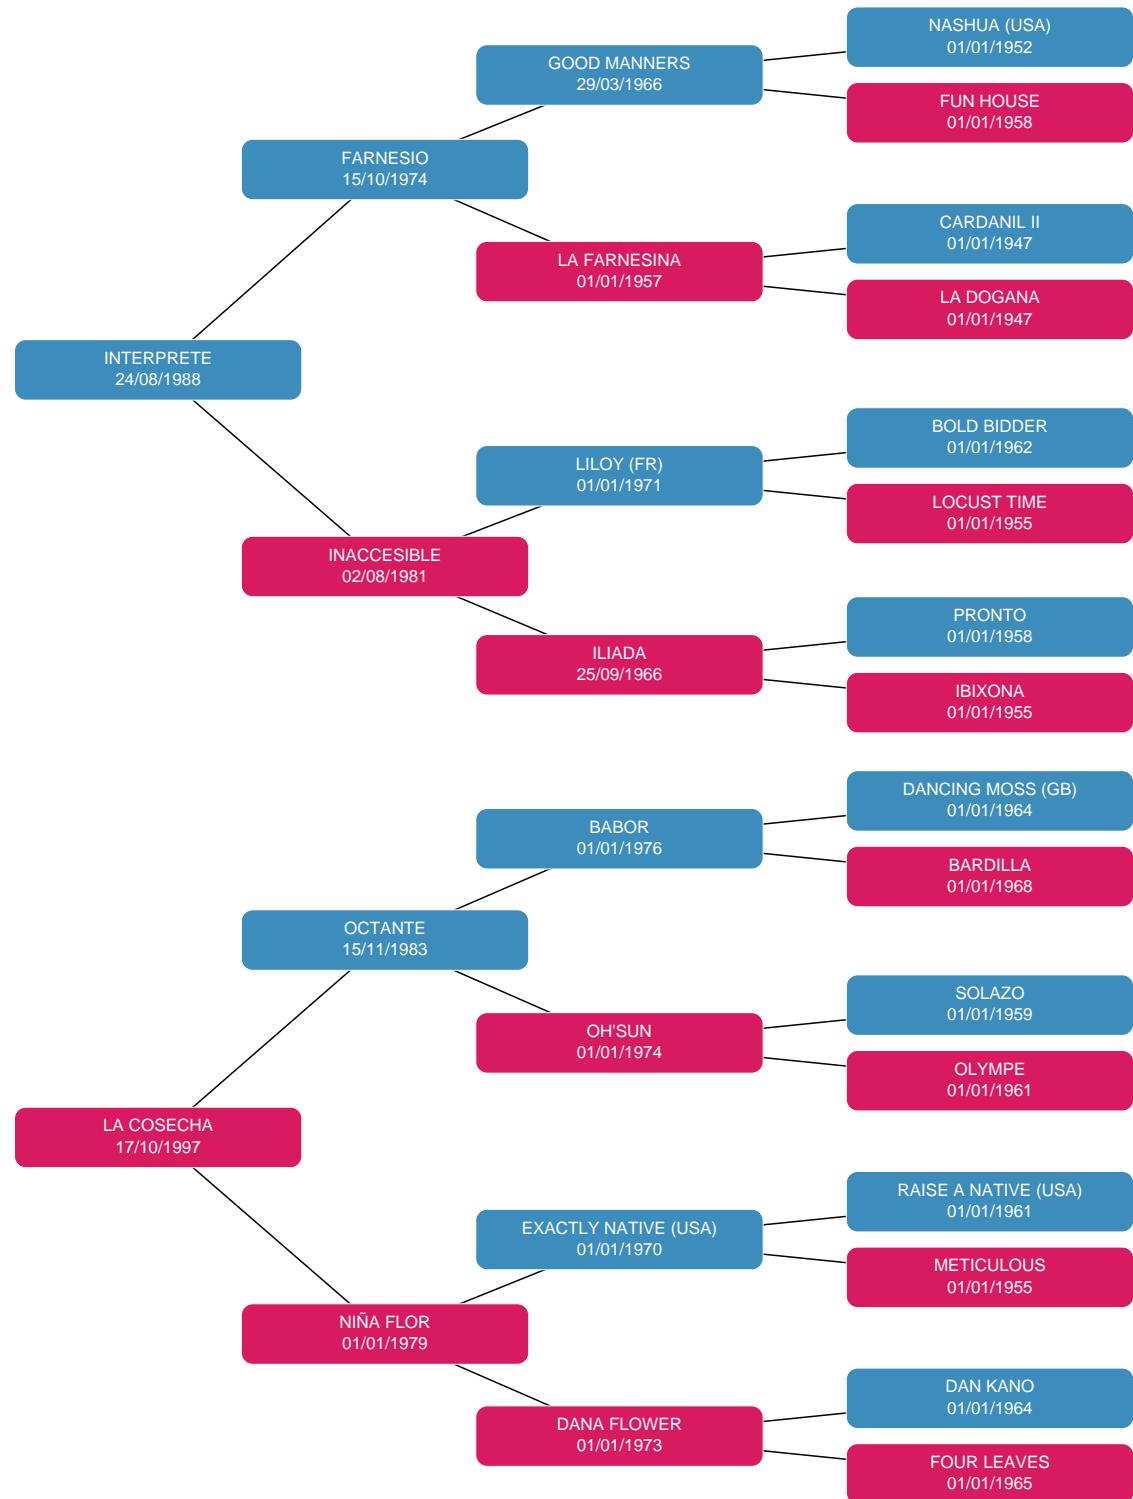 NASHUA (USA)
01/01/1952
GOOD MANNERS
29/03/1966
FUN HOUSE
01/01/1958
FARNESIO
15/10/1974
CARDANIL II
01/01/1947
LA FARNESINA
01/01/1957
LA DOGANA
01/01/1947
INTERPRETE
24/08/1988
BOLD BIDDER
01/01/1962
LILOY (FR)
01/01/1971
LOCUST TIME
01/01/1955
INACCESIBLE
02/08/1981
PRONTO
01/01/1958
ILIADA
25/09/1966
IBIXONA
01/01/1955
DANCING MOSS (GB)
01/01/1964
BABOR
01/01/1976
BARDILLA
01/01/1968
OCTANTE
15/11/1983
SOLAZO
01/01/1959
OH'SUN
01/01/1974
OLYMPE
01/01/1961
LA COSECHA
17/10/1997
RAISE A NATIVE (USA)
01/01/1961
EXACTLY NATIVE (USA)
01/01/1970
METICULOUS
01/01/1955
NIÑA FLOR
01/01/1979
DAN KANO
01/01/1964
DANA FLOWER
01/01/1973
FOUR LEAVES
01/01/1965